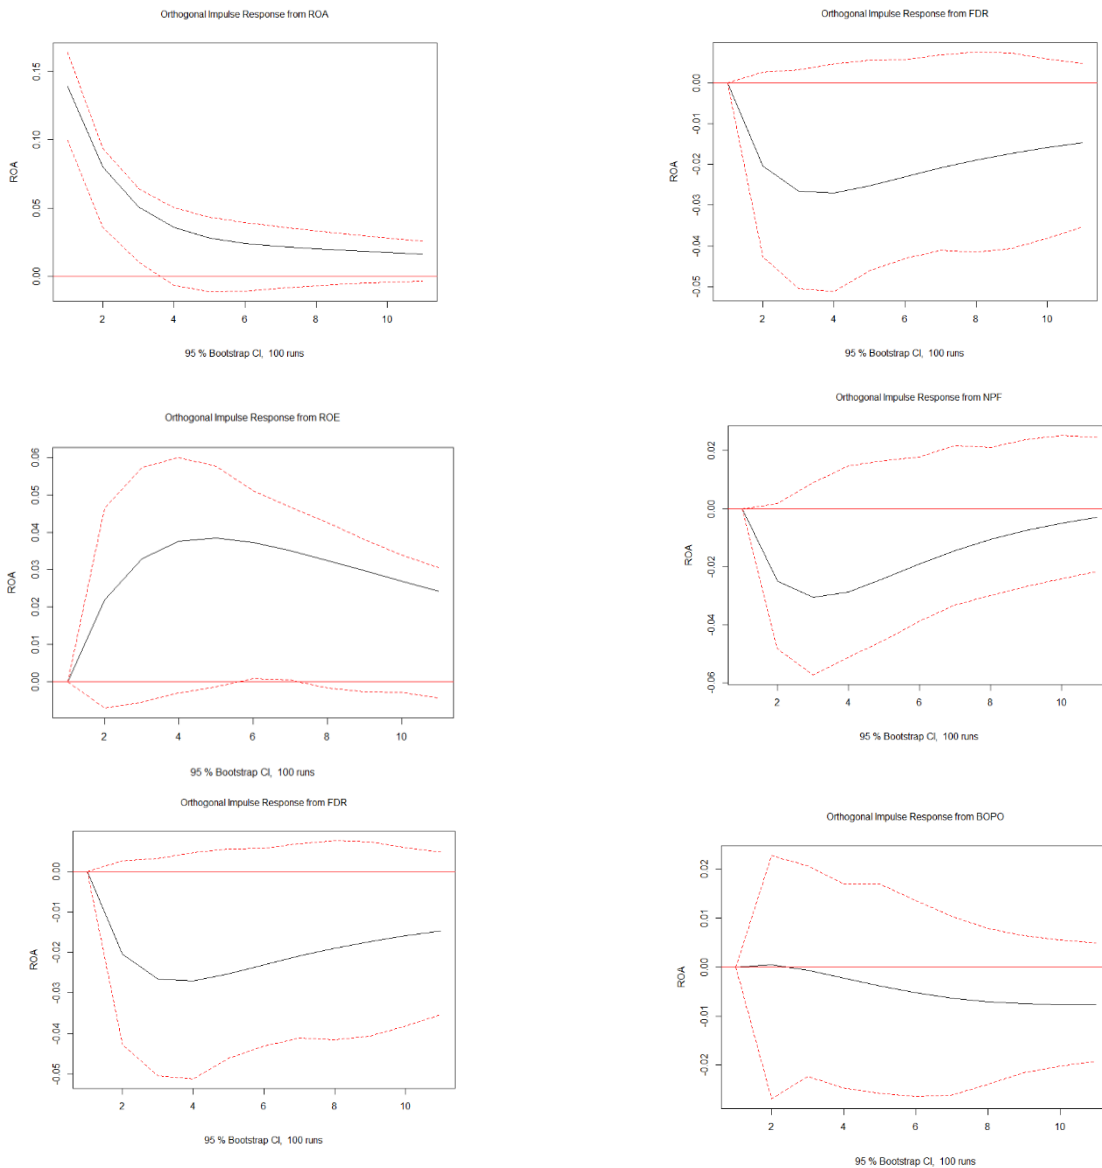 Orthogonal Impulse Response from ROA
ROA
0.00
0.05
0.10
0.15
2 4 6 8 10
95 % Bootstrap CI, 100 runs
Orthogonal Impulse Response from FDR
ROA
-0.05
-0.04
-0.03
-0.02
-0.01
0.00
2 4 6 8 10
95 % Bootstrap CI, 100 runs
Orthogonal Impulse Response from ROE
ROA
0.00
0.01
0.02
0.03
0.04
0.05
0.06
2 4 6 8 10
95 % Bootstrap CI, 100 runs
Orthogonal Impulse Response from NPF
ROA
-0.06
-0.04
-0.02
0.00
0.02
2 4 6 8 10
95 % Bootstrap CI, 100 runs
Orthogonal Impulse Response from FDR
ROA
-0.05
-0.04
-0.03
-0.02
-0.01
0.00
2 4 6 8 10
95 % Bootstrap CI, 100 runs
Orthogonal Impulse Response from BOPO
ROA
-0.02
-0.01
0.00
0.01
0.02
2 4 6 8 10
95 % Bootstrap CI, 100 runs